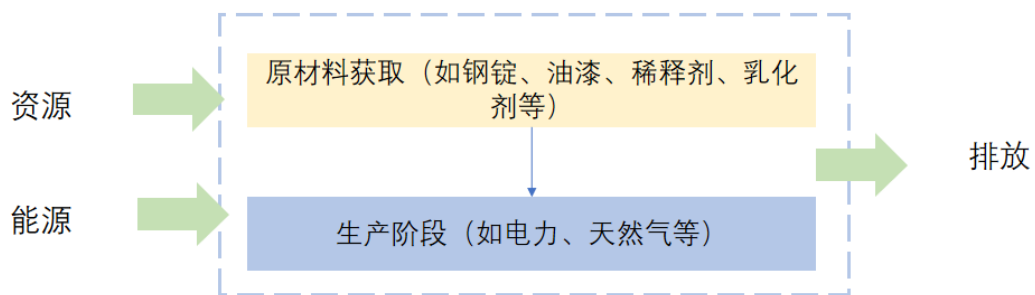 资源
原材料获取（如钢锭、油漆、稀释剂、乳化
剂等）
排放
能源
生产阶段（如电力、天然气等）